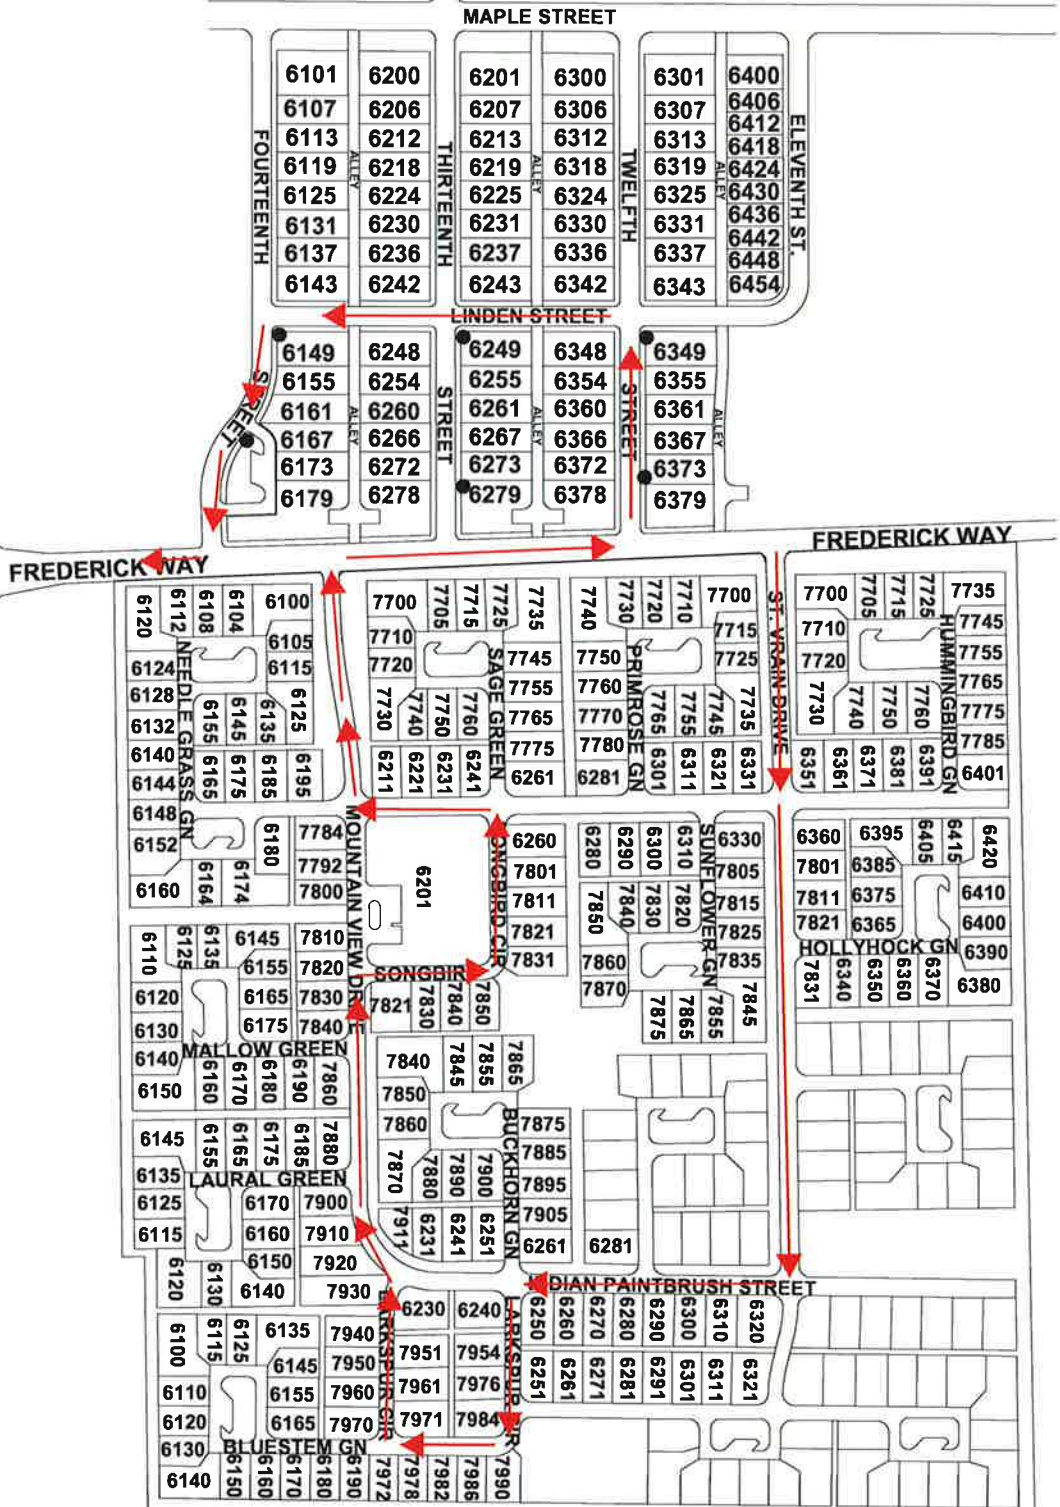 MAPLE STREET
6101 6200 6201 6300 6301 6400
6107 6206 6207 6306 6307 6406
6113 6212 6213 6312 6313 6412
6119 6218 6219 6318 6319 6418
6125 6224 6225 6324 6325 6424
6131 6230 6231 6330 6331 6430
6137 6236 6237 6336 6337 6436
6143 6242 6243 6342 6343 6442
6448
6454
FOURTEENTH
ALLEY
THIRTEENTH
ALLEY
TWELFTH
ALLEY
ELEVENTH ST.
LINDEN STREET
6149 6248 6249 6348 6349
6155 6254 6255 6354 6355
6161 6260 6261 6360 6361
6167 6266 6267 6366 6367
6173 6272 6273 6372 6373
6179 6278 6279 6378 6379
STREET
ALLEY
STREET
ALLEY
STREET
ALLEY
FREDERICK WAY
FREDERICK WAY
6120 6112 6108 6104 6100
6105
6124 6115
6128
6132 6155 6145 6135 6125
6140
6144 6165 6175 6185 6195
6148
6152 6180 7784
7792
6160 6164 6174 7800
NEEDLE GRASS GN
7700 7705 7715 7725 7735
7710
7720 7745
7755
7730 7740 7750 7760 7765
7775
6211 6221 6231 6241 6261
SAGE GREEN
7740 7730 7720 7710 7700
7715
7750 7725
7760
7770 7765 7755 7745 7735
7780
6281 6301 6311 6321 6331
PRIMROSE GN
ST. VRAIN DRIVE
7700 7705 7715 7725 7735
7710 7745
7720 7755
7765
7730 7740 7750 7760 7775
7785
6351 6361 6371 6381 6391 6401
HUMMINGBIRD GN
MOUNTAIN VIEW DRIVE
6201
SONGBIRD CIR
SONGBIR
6260
7801
7811
7821
7831
7821 7830 7840 7850
6280 6290 6300 6310 6330
7805
7850 7840 7830 7820 7815
7825
7860 7835
7870
7875 7865 7855 7845
SUNFLOWER GN
6360 6395 6405 6415 6420
7801 6385
7811 6375 6410
7821 6365 6400
HOLLYHOCK GN 6390
7831 6340 6350 6360 6370 6380
6110 6125 6135 6145 7810
6155 7820
6120 6165 7830
6130 6175 7840
MALLOW GREEN
6140
6150 6160 6170 6180 6190 7860
6145 6155 6165 6175 6185 7880
6135
LAURAL GREEN
6125 6170 7900
6115 6160 7910
6150 7920
6120 6130 6140 7930
7840 7845 7855 7865
7850
7860 7875
7885
7870 7880 7890 7900 7895
7905
7911 6231 6241 6251 6261 6281
BUCKHORN GN
INDIAN PAINTBRUSH STREET
6100 6115 6125 6135 7940
6145 7950
6110 6155 7960
6120 6165 7970
6130
BLUESTEM GN
6140 6150 6160 6170 6180 6190 7972 7978 7982 7986 7990
LARKSPUR CIR
6230 6240
7951 7954
7961 7976
7971 7984
LARKSPUR CIR
6250 6260 6270 6280 6290 6300 6310 6320
6251 6261 6271 6281 6291 6301 6311 6321